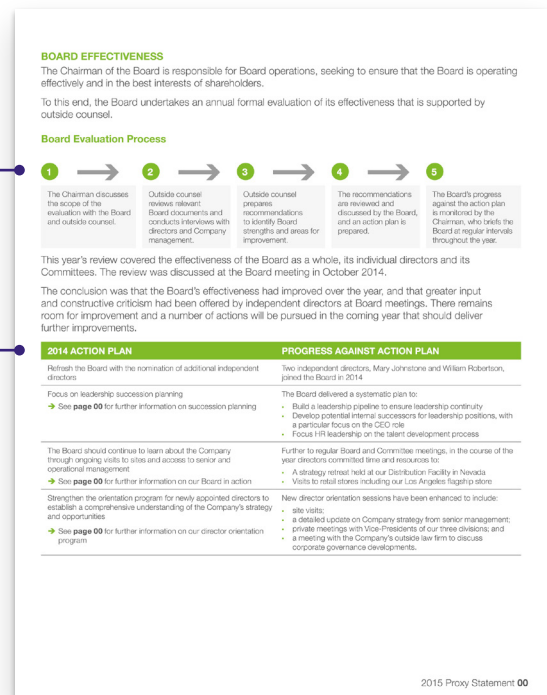 BOARD EFFECTIVENESS
The Chairman of the Board is responsible for Board operations, seeking to ensure that the Board is operating
effectively and in the best interests of shareholders.
To this end, the Board undertakes an annual formal evaluation of its effectiveness that is supported by
outside counsel.
Board Evaluation Process
1
The Chairman discusses
the scope of the
evaluation with the Board
and outside counsel.
2
Outside counsel
reviews relevant
Board documents and
conducts interviews with
directors and Company
management.
3
Outside counsel
prepares
recommendations
to identify Board
strengths and areas for
improvement.
4
The recommendations
are reviewed and
discussed by the Board,
and an action plan is
prepared.
5
The Board's progress
against the action plan
is monitored by the
Chairman, who briefs the
Board at regular intervals
throughout the year.
This year's review covered the effectiveness of the Board as a whole, its individual directors and its
Committees. The review was discussed at the Board meeting in October 2014.
The conclusion was that the Board's effectiveness had improved over the year, and that greater input
and constructive criticism had been offered by independent directors at Board meetings. There remains
room for improvement and a number of actions will be pursued in the coming year that should deliver
further improvements.
2014 ACTION PLAN
PROGRESS AGAINST ACTION PLAN
Refresh the Board with the nomination of additional independent
directors
Two independent directors, Mary Johnstone and William Robertson,
joined the Board in 2014
Focus on leadership succession planning
→ See page 00 for further information on succession planning
The Board delivered a systematic plan to:
• Build a leadership pipeline to ensure leadership continuity
• Develop potential internal successors for leadership positions, with
a particular focus on the CEO role
• Focus HR leadership on the talent development process
The Board should continue to learn about the Company
through ongoing visits to sites and access to senior and
operational management
→ See page 00 for further information on our Board in action
Further to regular Board and Committee meetings, in the course of the
year directors committed time and resources to:
• A strategy retreat held at our Distribution Facility in Nevada
• Visits to retail stores including our Los Angeles flagship store
Strengthen the orientation program for newly appointed directors to
establish a comprehensive understanding of the Company's strategy
and opportunities
→ See page 00 for further information on our director orientation
program
New director orientation sessions have been enhanced to include:
• site visits;
• a detailed update on Company strategy from senior management;
• private meetings with Vice-Presidents of our three divisions; and
• a meeting with the Company's outside law firm to discuss
corporate governance developments.
2015 Proxy Statement 00